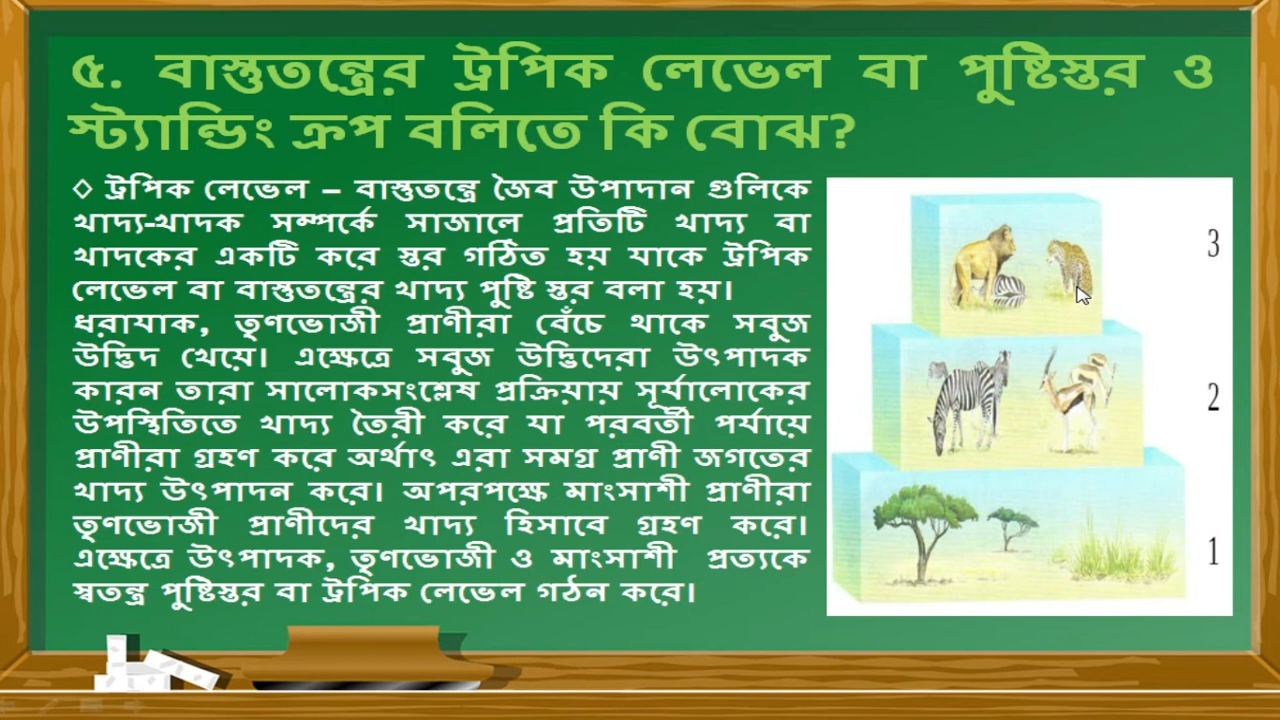 ৫. বাস্তুতন্ত্রের ট্রপিক লেভেল বা পুষ্টিস্তর ও
স্ট্যান্ডিং ক্রপ বলিতে কি বোঝ?
◊ ট্রপিক লেভেল – বাস্তুতন্ত্রে জৈব উপাদান গুলিকে
খাদ্য-খাদক সম্পর্কে সাজালে প্রতিটি খাদ্য বা
খাদকের একটি করে স্তর গঠিত হয় যাকে ট্রপিক
লেভেল বা বাস্তুতন্ত্রের খাদ্য পুষ্টি স্তর বলা হয়।
ধরাযাক, তৃণভোজী প্রাণীরা বেঁচে থাকে সবুজ
উদ্ভিদ খেয়ে। এক্ষেত্রে সবুজ উদ্ভিদেরা উৎপাদক
কারন তারা সালোকসংশ্লেষ প্রক্রিয়ায় সূর্যালোকের
উপস্থিতিতে খাদ্য তৈরী করে যা পরবর্তী পর্যায়ে
প্রাণীরা গ্রহণ করে অর্থাৎ এরা সমগ্র প্রাণী জগতের
খাদ্য উৎপাদন করে। অপরপক্ষে মাংসাশী প্রাণীরা
তৃণভোজী প্রাণীদের খাদ্য হিসাবে গ্রহণ করে।
এক্ষেত্রে উৎপাদক, তৃণভোজী ও মাংসাশী প্রত্যকে
স্বতন্ত্র পুষ্টিস্তর বা ট্রপিক লেভেল গঠন করে।
3
2
1